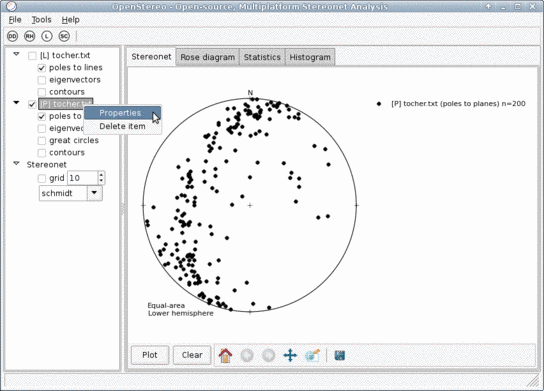 OpenStereo - Open-source, Multiplatform Stereonet Analysis
File Tools Help
DD RH L SC
[L] tocher.txt
poles to lines
eigenvectors
contours
[P] tocher.txt
Properties
poles to
Delete item
great circles
contours
Stereonet
grid 10
schmidt
Stereonet Rose diagram Statistics Histogram
N
[P] tocher.txt (poles to planes) n=200
Equal-area
Lower hemisphere
Plot Clear